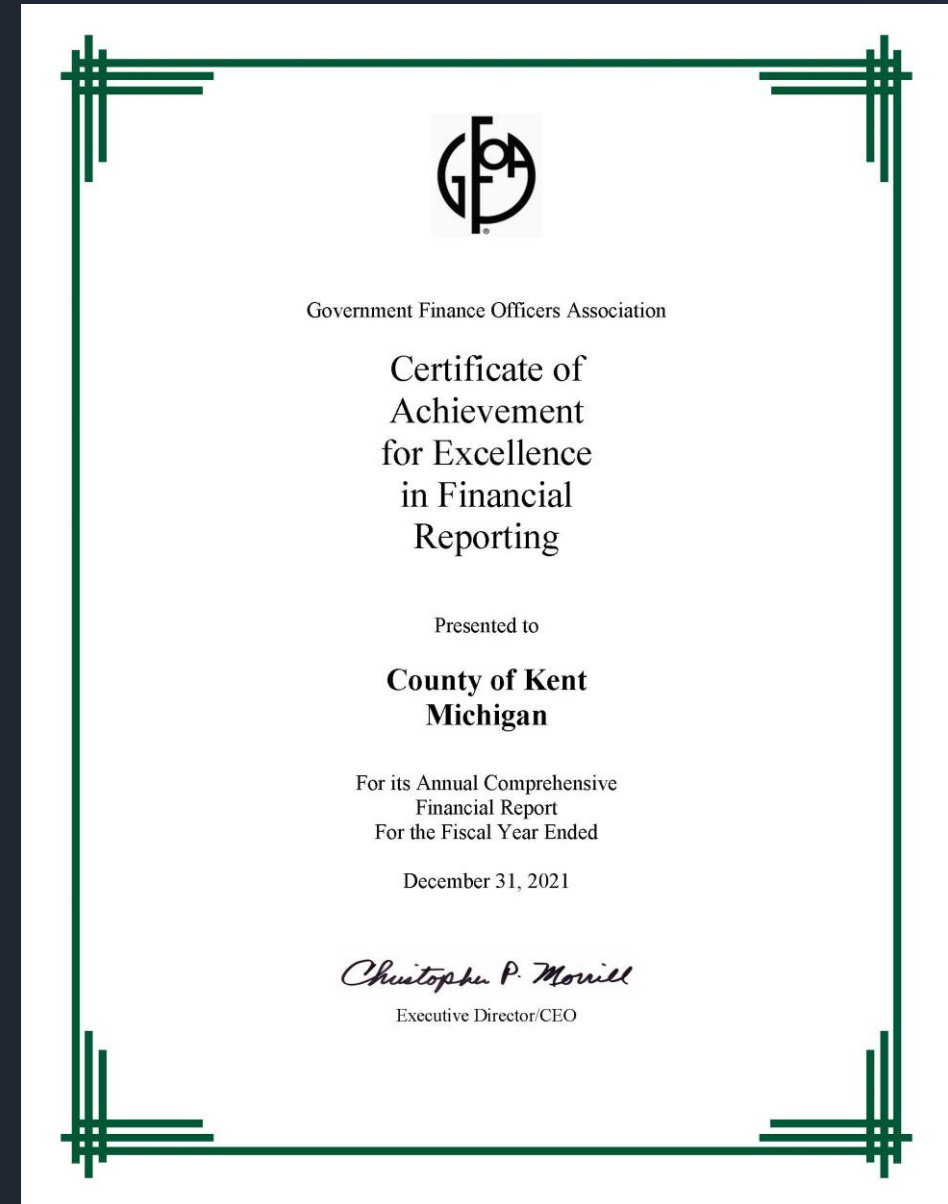 GFOA
®
Government Finance Officers Association
Certificate of
Achievement
for Excellence
in Financial
Reporting
Presented to
County of Kent
Michigan
For its Annual Comprehensive
Financial Report
For the Fiscal Year Ended
December 31, 2021
Christopher P. Morrill
Executive Director/CEO